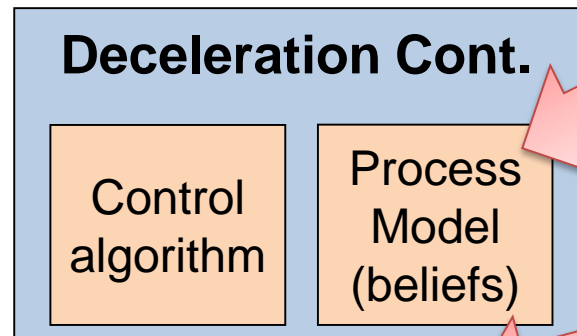 Deceleration Cont.
Control
algorithm
Process
Model
(beliefs)